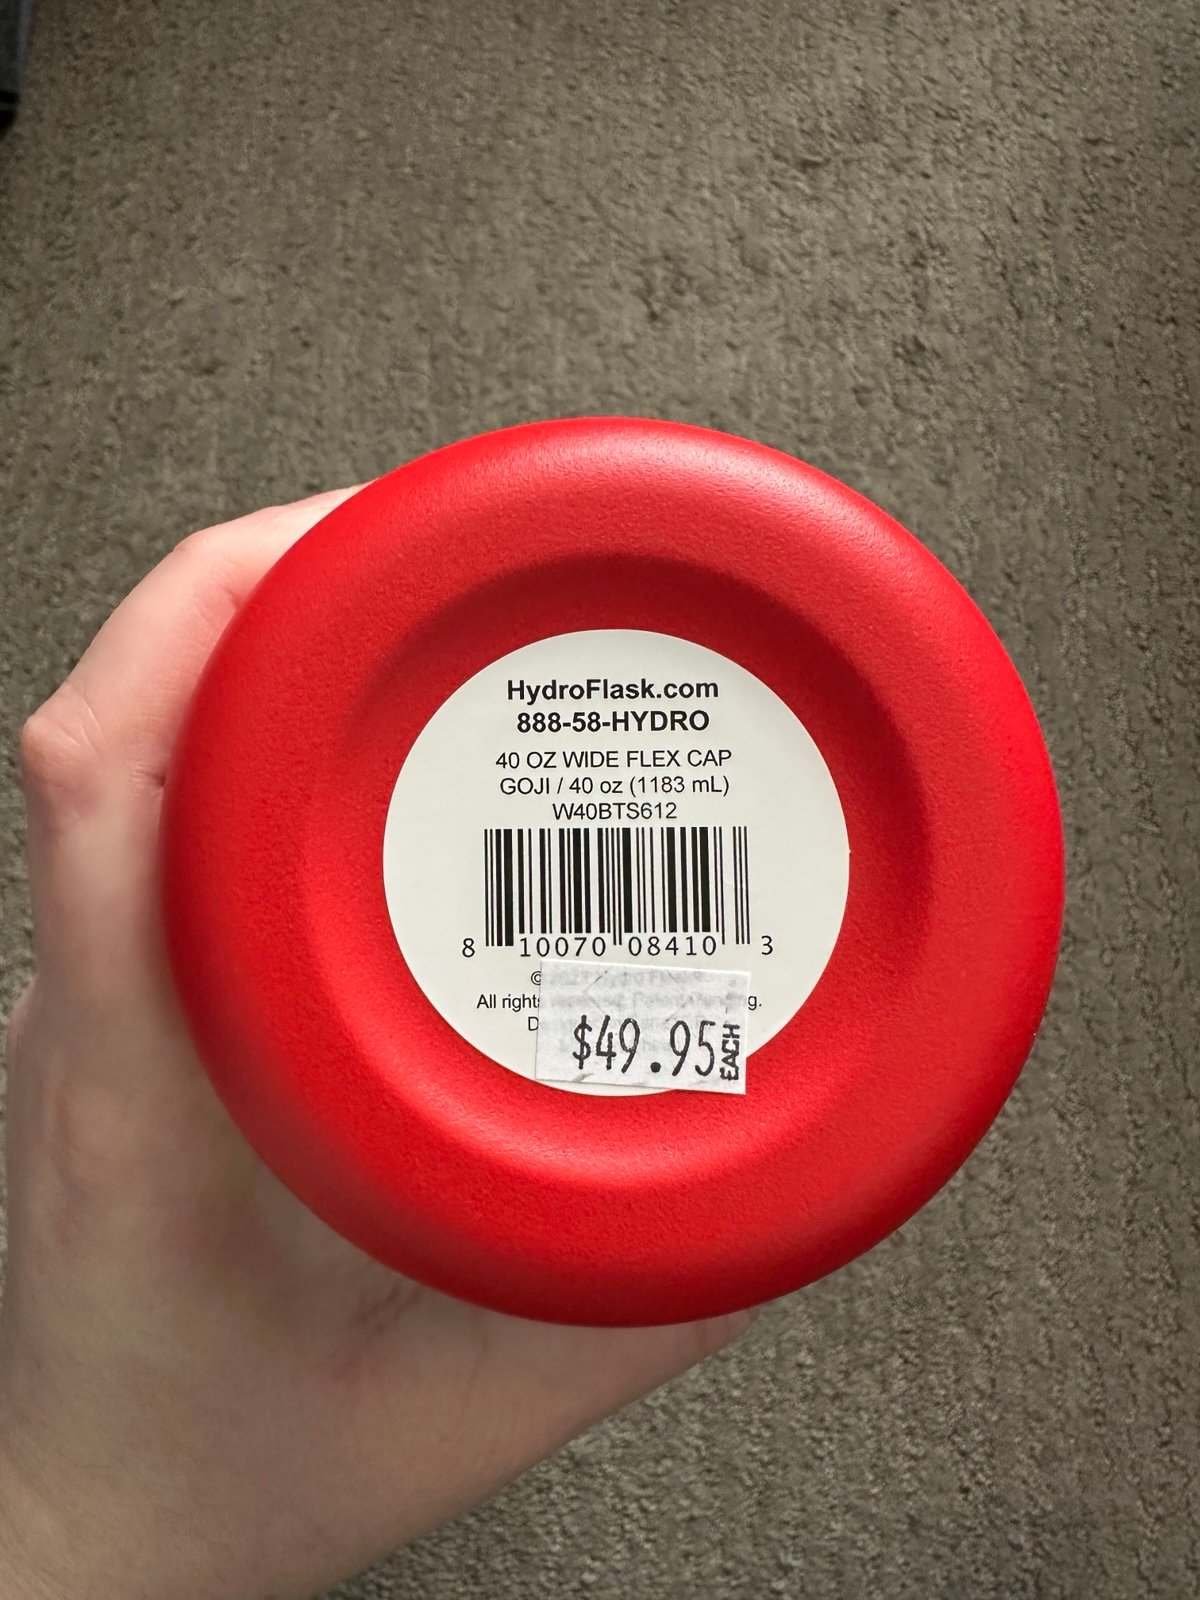 HydroFlask.com
888-58-HYDRO
40 OZ WIDE FLEX CAP
GOJI / 40 oz (1183 mL)
W40BTS612
8 10070 08410 3
©
All rights
$49.95 EACH